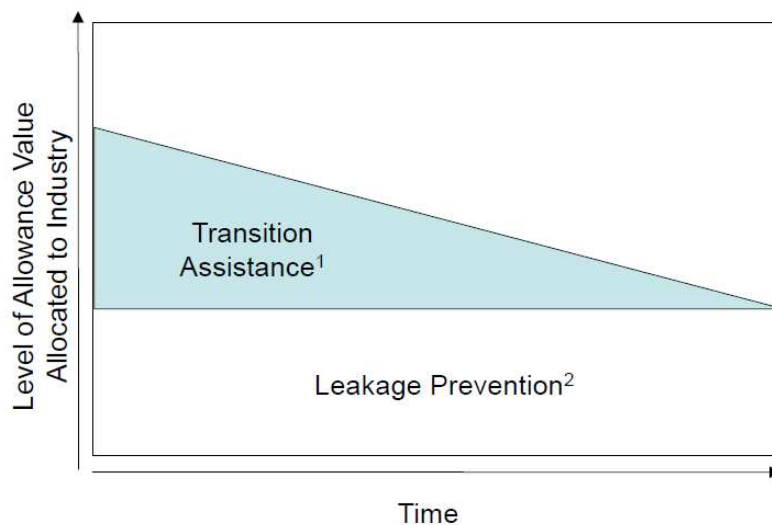 Level of Allowance Value
Allocated to Industry
Transition
Assistance¹
Leakage Prevention²
Time